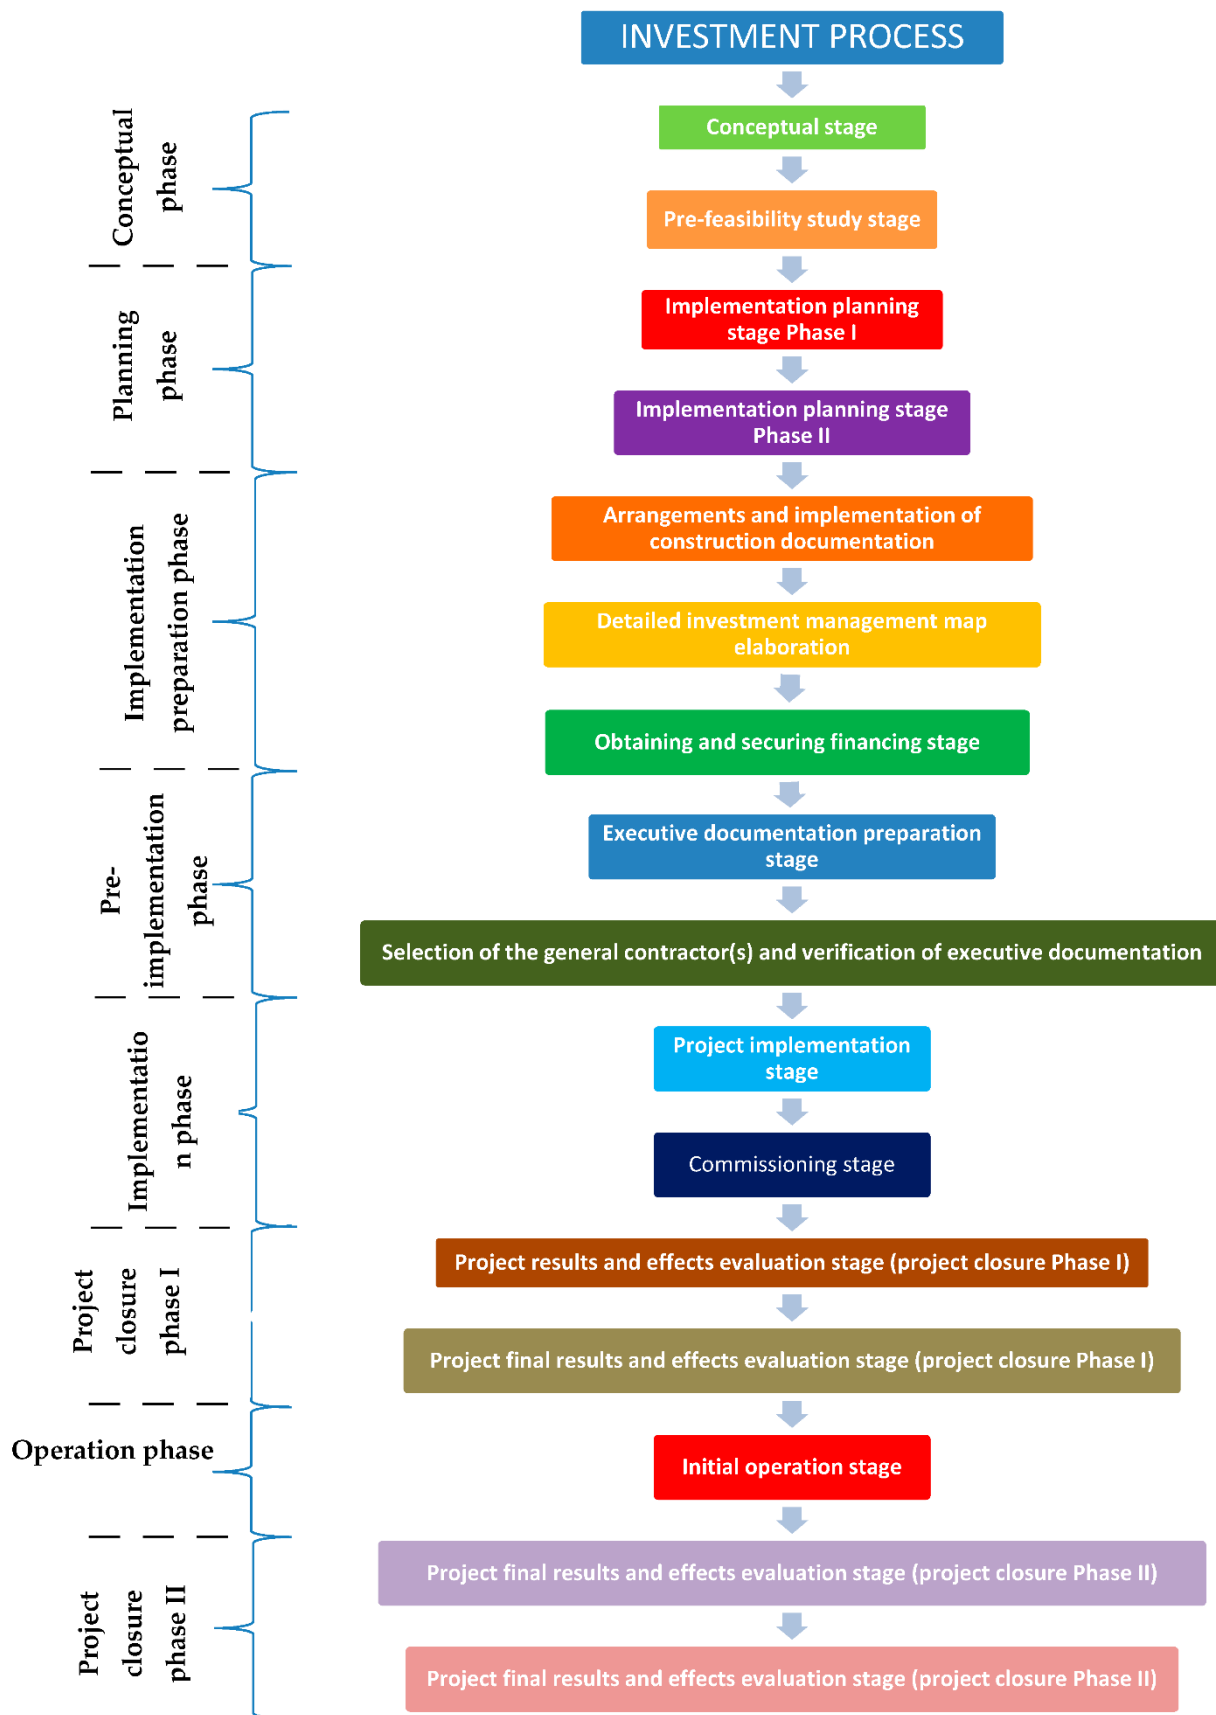 INVESTMENT PROCESS
Conceptual
phase
Conceptual stage
Pre-feasibility study stage
Planning
phase
Implementation planning
stage Phase I
Implementation planning stage
Phase II
Implementation
preparation phase
Arrangements and implementation of
construction documentation
Detailed investment management map
elaboration
Obtaining and securing financing stage
Pre-
implementation
phase
Executive documentation preparation
stage
Selection of the general contractor(s) and verification of executive documentation
Implementatio
n phase
Project implementation
stage
Commissioning stage
Project
closure
phase I
Project results and effects evaluation stage (project closure Phase I)
Project final results and effects evaluation stage (project closure Phase I)
Operation phase
Initial operation stage
Project
closure
phase II
Project final results and effects evaluation stage (project closure Phase II)
Project final results and effects evaluation stage (project closure Phase II)